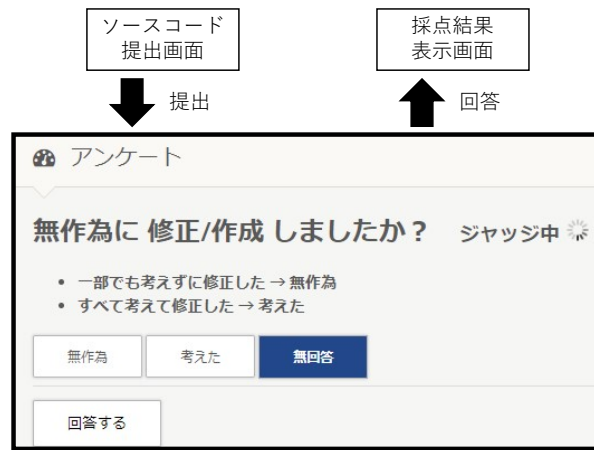 ソースコード
提出画面
採点結果
表示画面
提出
回答
アンケート
無作為に 修正/作成 しましたか？ ジャッジ中
• 一部でも考えずに修正した → 無作為
• すべて考えて修正した → 考えた
無作為 考えた 無回答
回答する